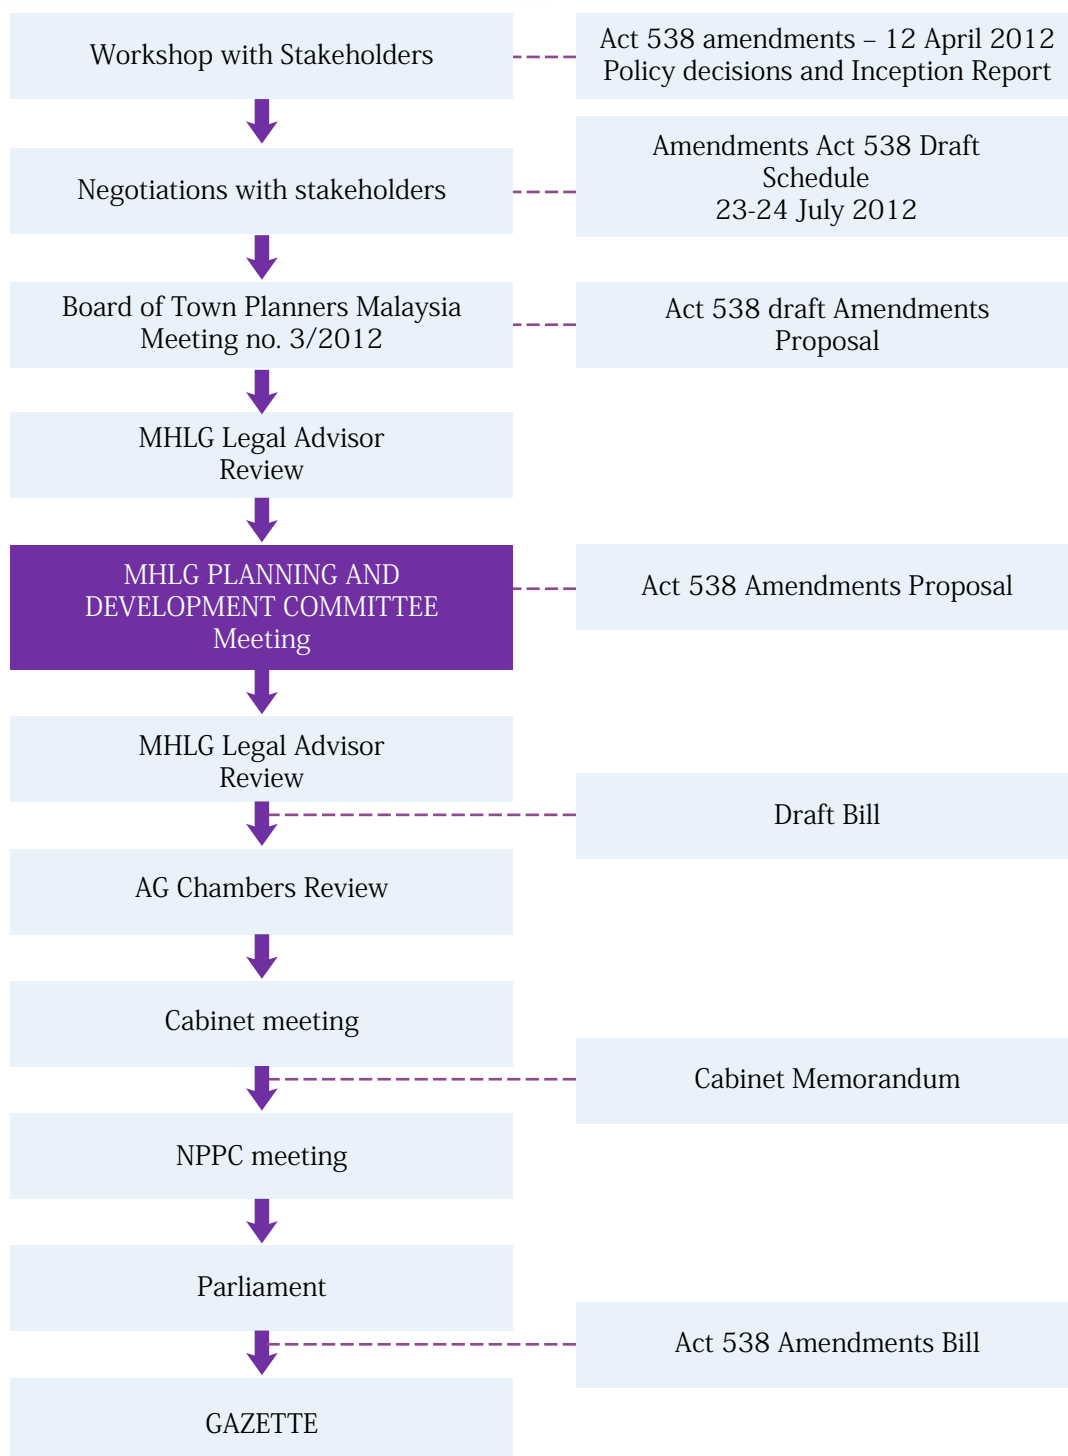 Workshop with Stakeholders
Act 538 amendments – 12 April 2012
Policy decisions and Inception Report
Negotiations with stakeholders
Amendments Act 538 Draft
Schedule
23-24 July 2012
Board of Town Planners Malaysia
Meeting no. 3/2012
Act 538 draft Amendments
Proposal
MHLG Legal Advisor
Review
MHLG PLANNING AND
DEVELOPMENT COMMITTEE
Meeting
Act 538 Amendments Proposal
MHLG Legal Advisor
Review
Draft Bill
AG Chambers Review
Cabinet meeting
Cabinet Memorandum
NPPC meeting
Parliament
Act 538 Amendments Bill
GAZETTE